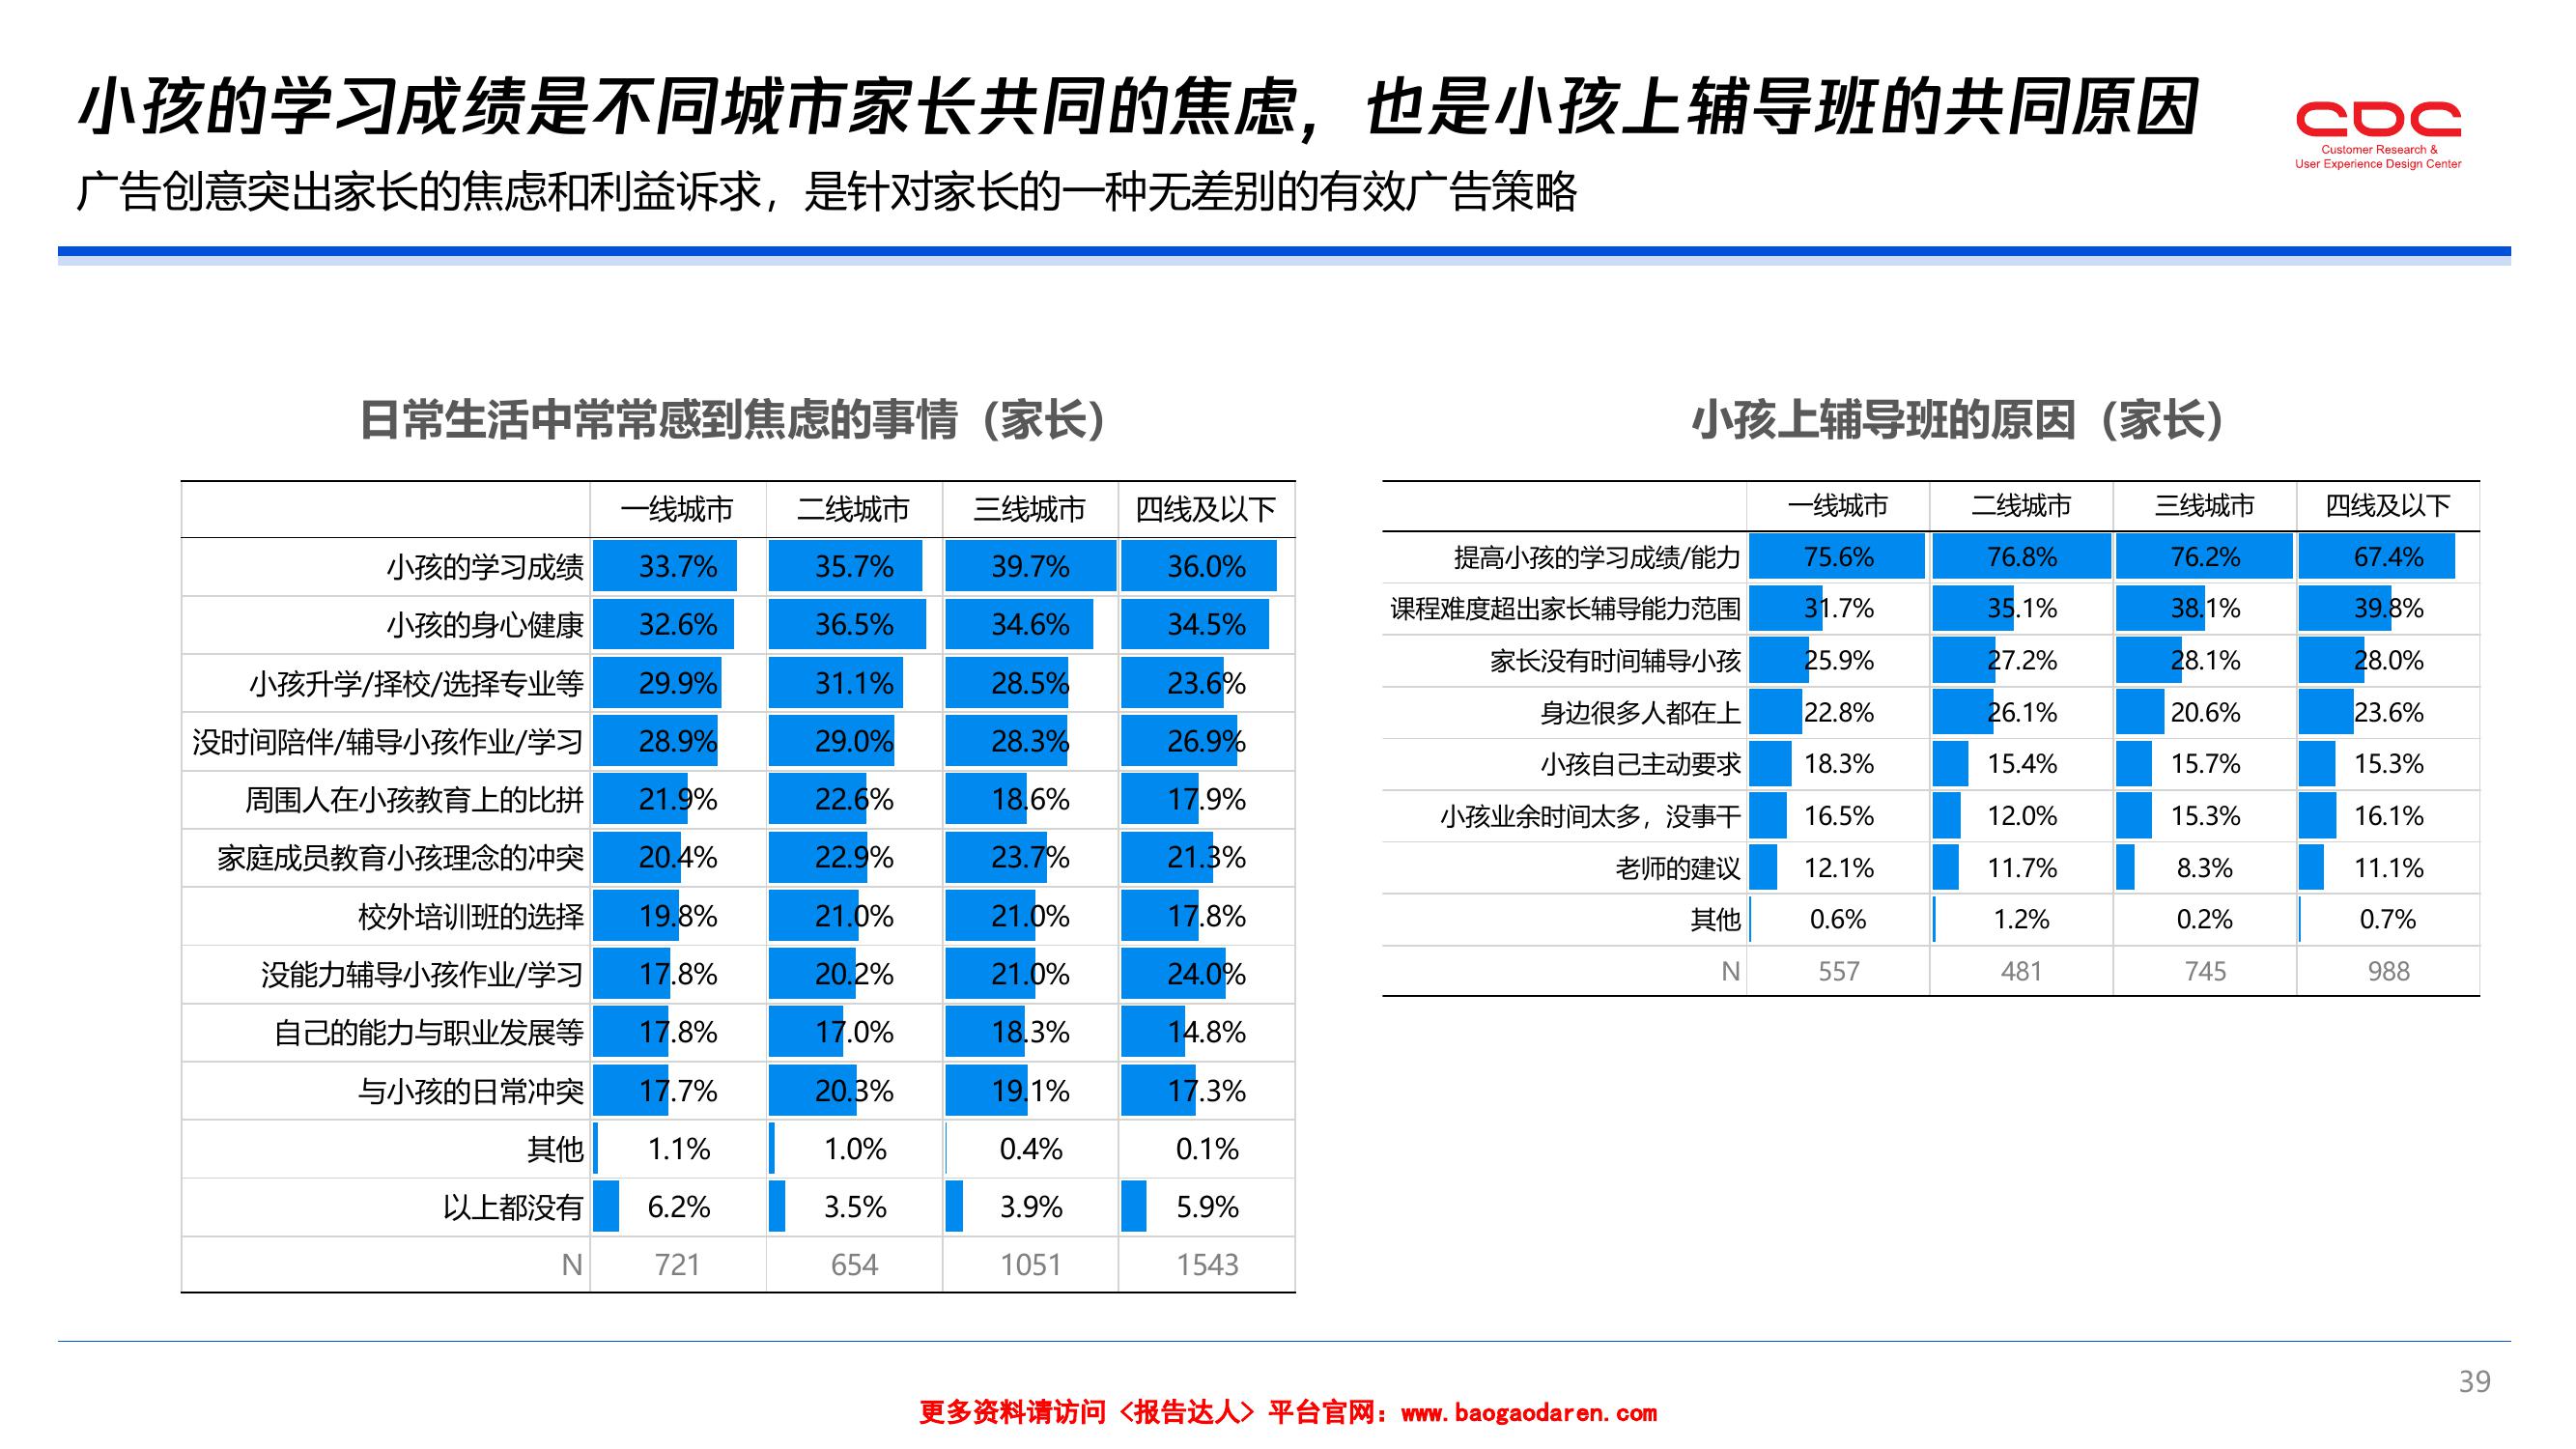 小孩的学习成绩是不同城市家长共同的焦虑，也是小孩上辅导班的共同原因
CDC
Customer Research &
User Experience Design Center
广告创意突出家长的焦虑和利益诉求，是针对家长的一种无差别的有效广告策略
日常生活中常常感到焦虑的事情（家长）
一线城市 二线城市 三线城市 四线及以下
小孩的学习成绩 33.7% 35.7% 39.7% 36.0%
小孩的身心健康 32.6% 36.5% 34.6% 34.5%
小孩升学/择校/选择专业等 29.9% 31.1% 28.5% 23.6%
没时间陪伴/辅导小孩作业/学习 28.9% 29.0% 28.3% 26.9%
周围人在小孩教育上的比拼 21.9% 22.6% 18.6% 17.9%
家庭成员教育小孩理念的冲突 20.4% 22.9% 23.7% 21.3%
校外培训班的选择 19.8% 21.0% 21.0% 17.8%
没能力辅导小孩作业/学习 17.8% 20.2% 21.0% 24.0%
自己的能力与职业发展等 17.8% 17.0% 18.3% 14.8%
与小孩的日常冲突 17.7% 20.3% 19.1% 17.3%
其他 1.1% 1.0% 0.4% 0.1%
以上都没有 6.2% 3.5% 3.9% 5.9%
N 721 654 1051 1543
小孩上辅导班的原因（家长）
一线城市 二线城市 三线城市 四线及以下
提高小孩的学习成绩/能力 75.6% 76.8% 76.2% 67.4%
课程难度超出家长辅导能力范围 31.7% 35.1% 38.1% 39.8%
家长没有时间辅导小孩 25.9% 27.2% 28.1% 28.0%
身边很多人都在上 22.8% 26.1% 20.6% 23.6%
小孩自己主动要求 18.3% 15.4% 15.7% 15.3%
小孩业余时间太多，没事干 16.5% 12.0% 15.3% 16.1%
老师的建议 12.1% 11.7% 8.3% 11.1%
其他 0.6% 1.2% 0.2% 0.7%
N 557 481 745 988
39
更多资料请访问〈报告达人〉平台官网：www.baogaodaren.com